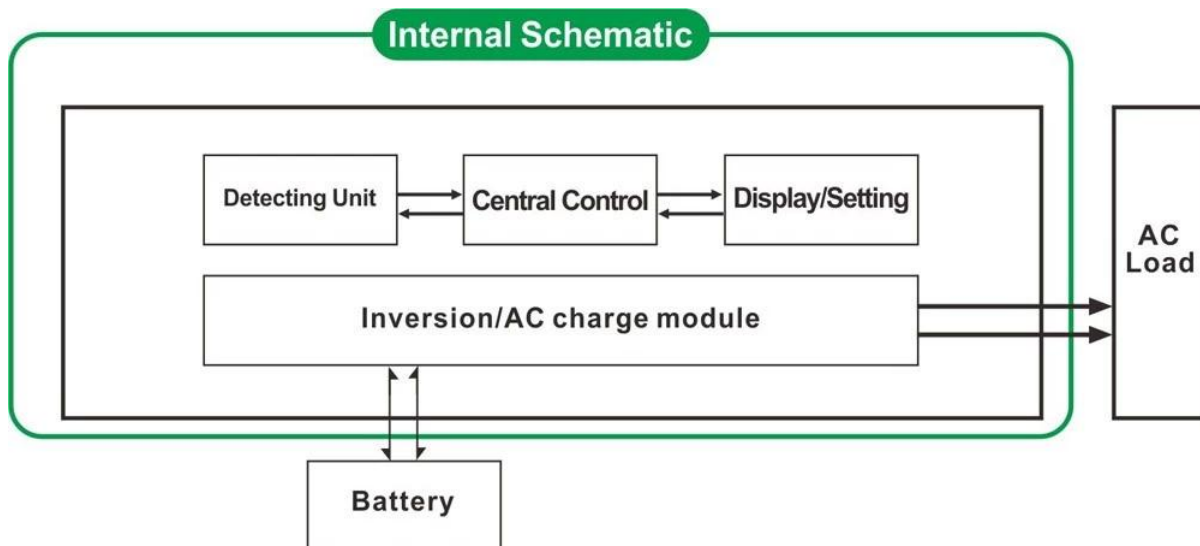 Internal Schematic
Detecting Unit
Central Control
Display/Setting
AC
Load
Inversion/AC charge module
Battery